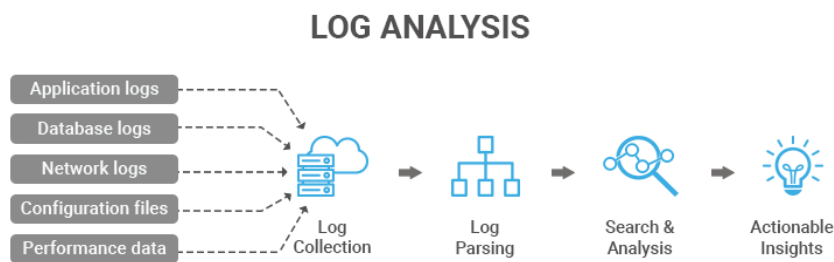 LOG ANALYSIS
Application logs
Database logs
Network logs
Configuration files
Performance data
Log
Collection
Log
Parsing
Search &
Analysis
Actionable
Insights